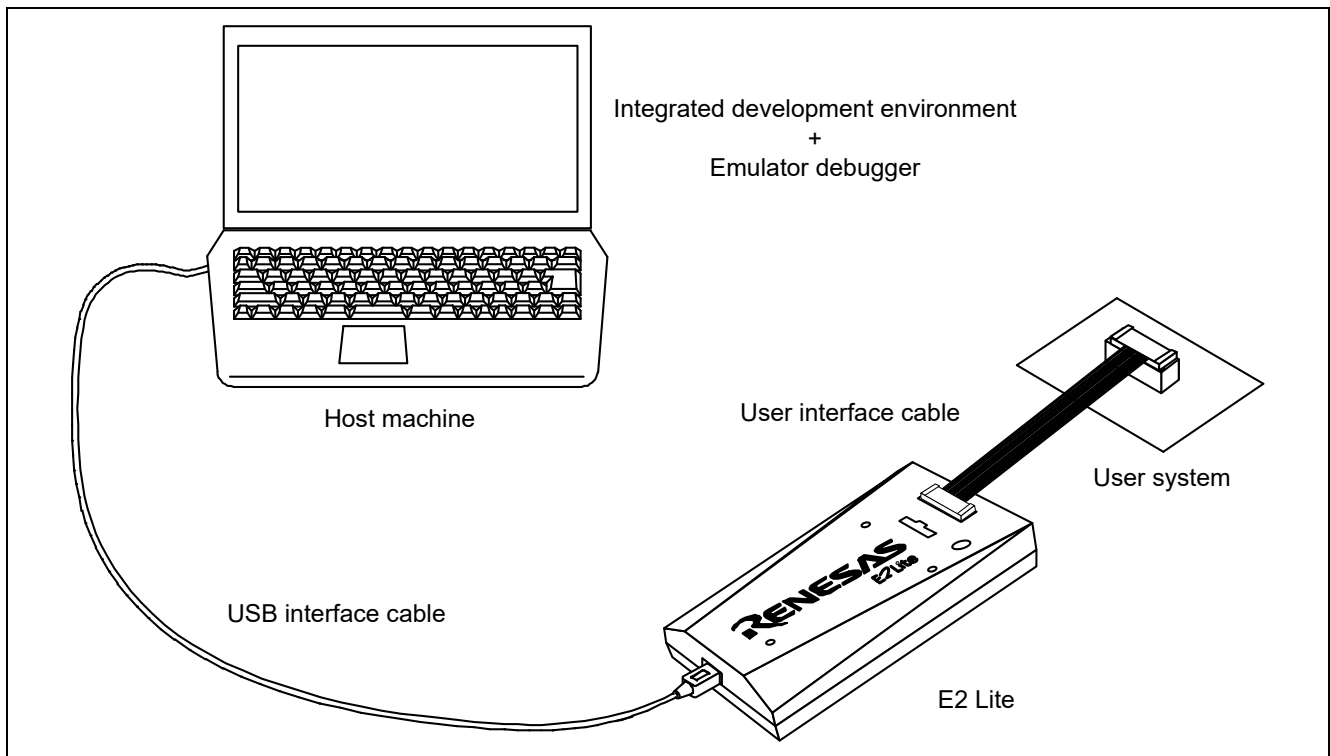 Integrated development environment
+
Emulator debugger
Host machine
User interface cable
User system
RENESAS
E2 Lite
USB interface cable
E2 Lite